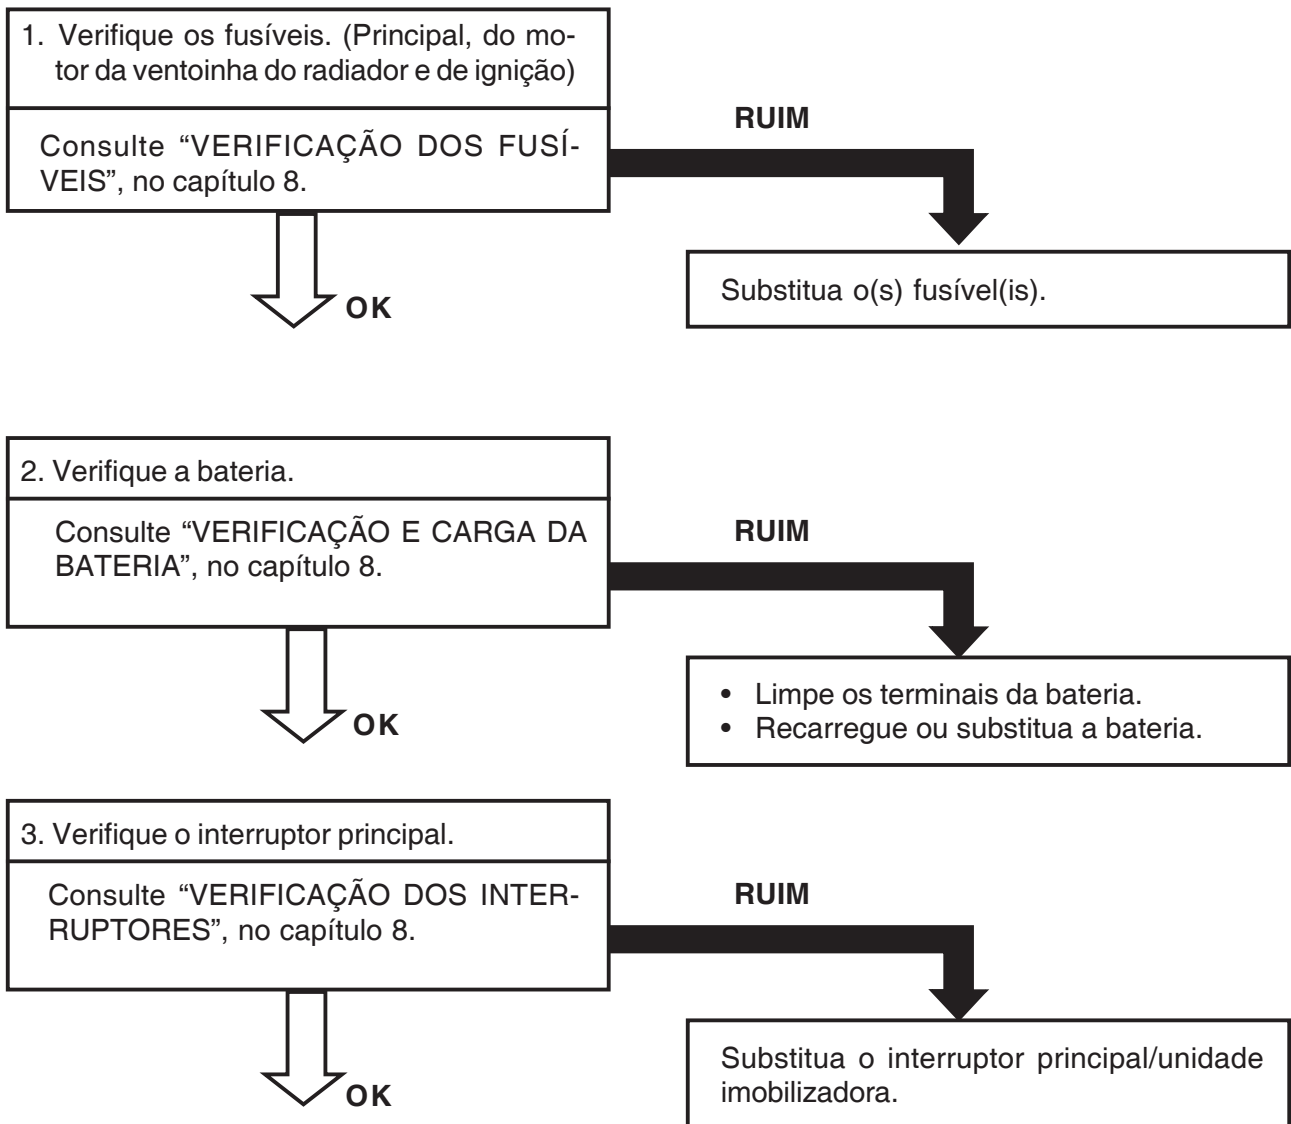 1. Verifique os fusíveis. (Principal, do mo-
tor da ventoinha do radiador e de ignição)
Consulte “VERIFICAÇÃO DOS FUSÍ-
VEIS”, no capítulo 8.
RUIM
OK
Substitua o(s) fusível(is).
2. Verifique a bateria.
Consulte “VERIFICAÇÃO E CARGA DA
BATERIA”, no capítulo 8.
RUIM
OK
• Limpe os terminais da bateria.
• Recarregue ou substitua a bateria.
3. Verifique o interruptor principal.
Consulte “VERIFICAÇÃO DOS INTER-
RUPTORES”, no capítulo 8.
RUIM
OK
Substitua o interruptor principal/unidade
imobilizadora.